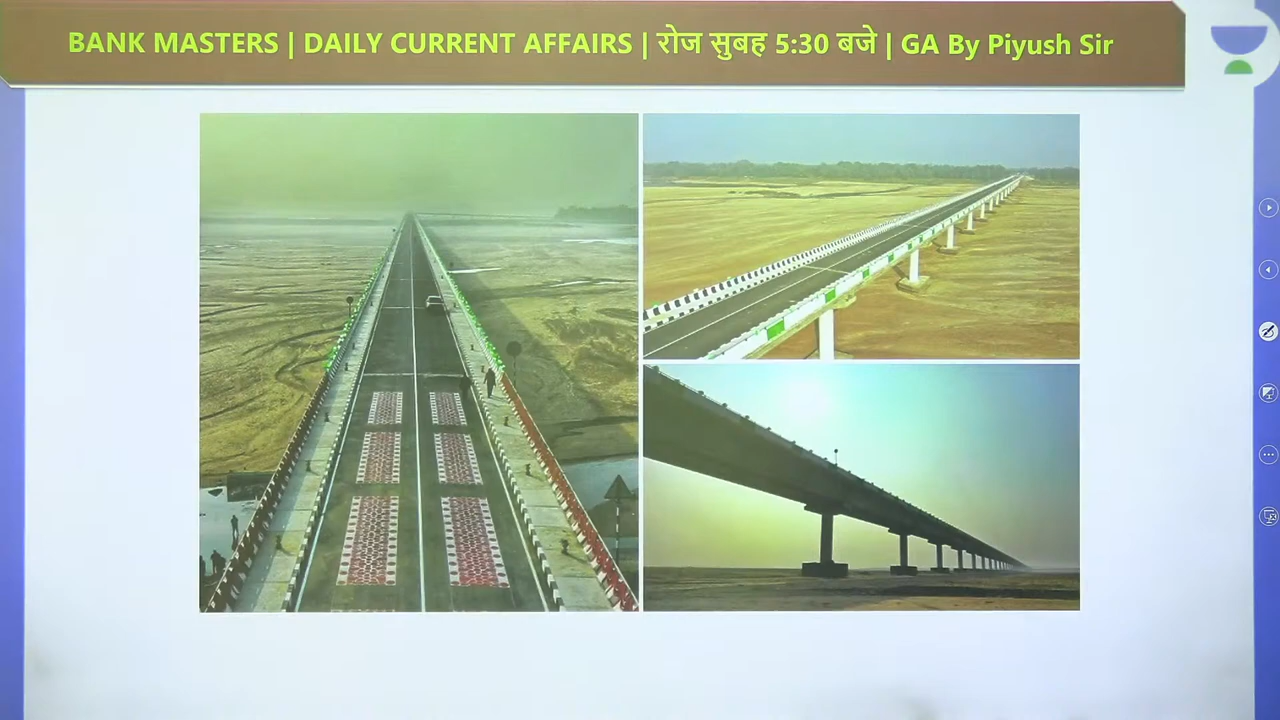 BANK MASTERS | DAILY CURRENT AFFAIRS | रोज सुबह 5:30 बजे | GA By Piyush Sir